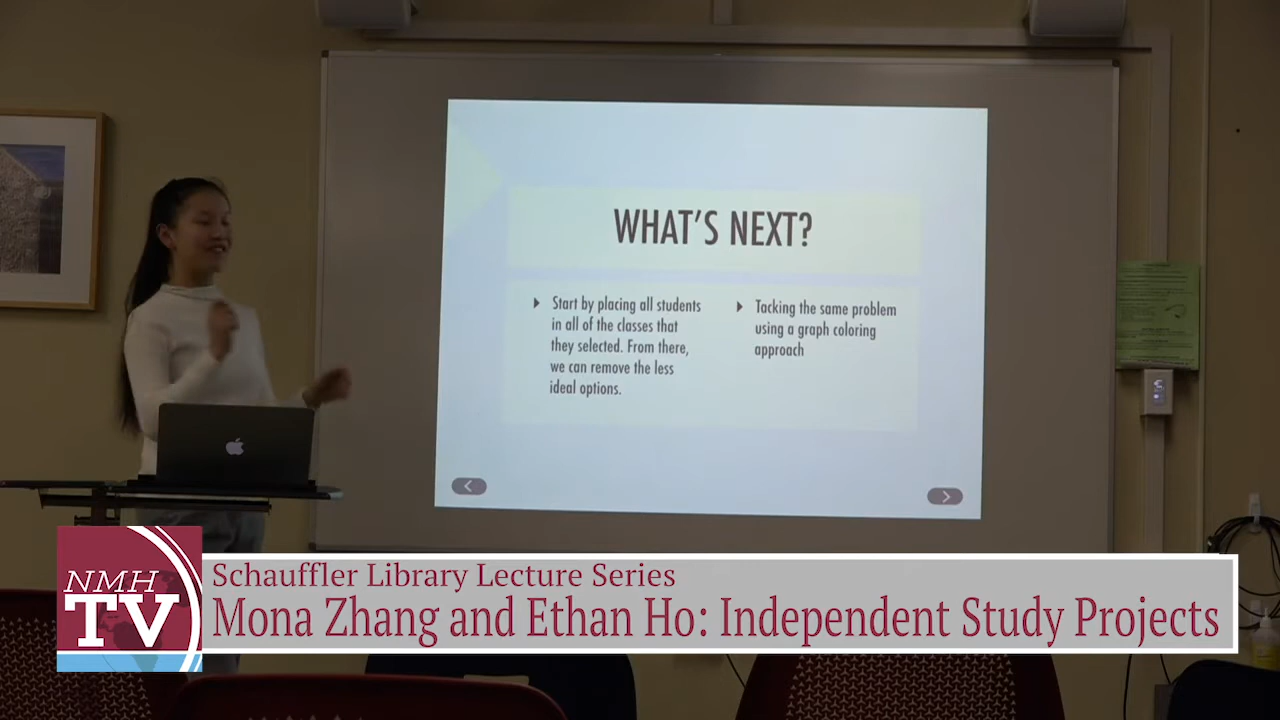 WHAT'S NEXT?
Start by placing all students
in all of the classes that
they selected. From there,
we can remove the less
ideal options.
Tacking the same problem
using a graph coloring
approach
NMH
TV
Schauffler Library Lecture Series
Mona Zhang and Ethan Ho: Independent Study Projects